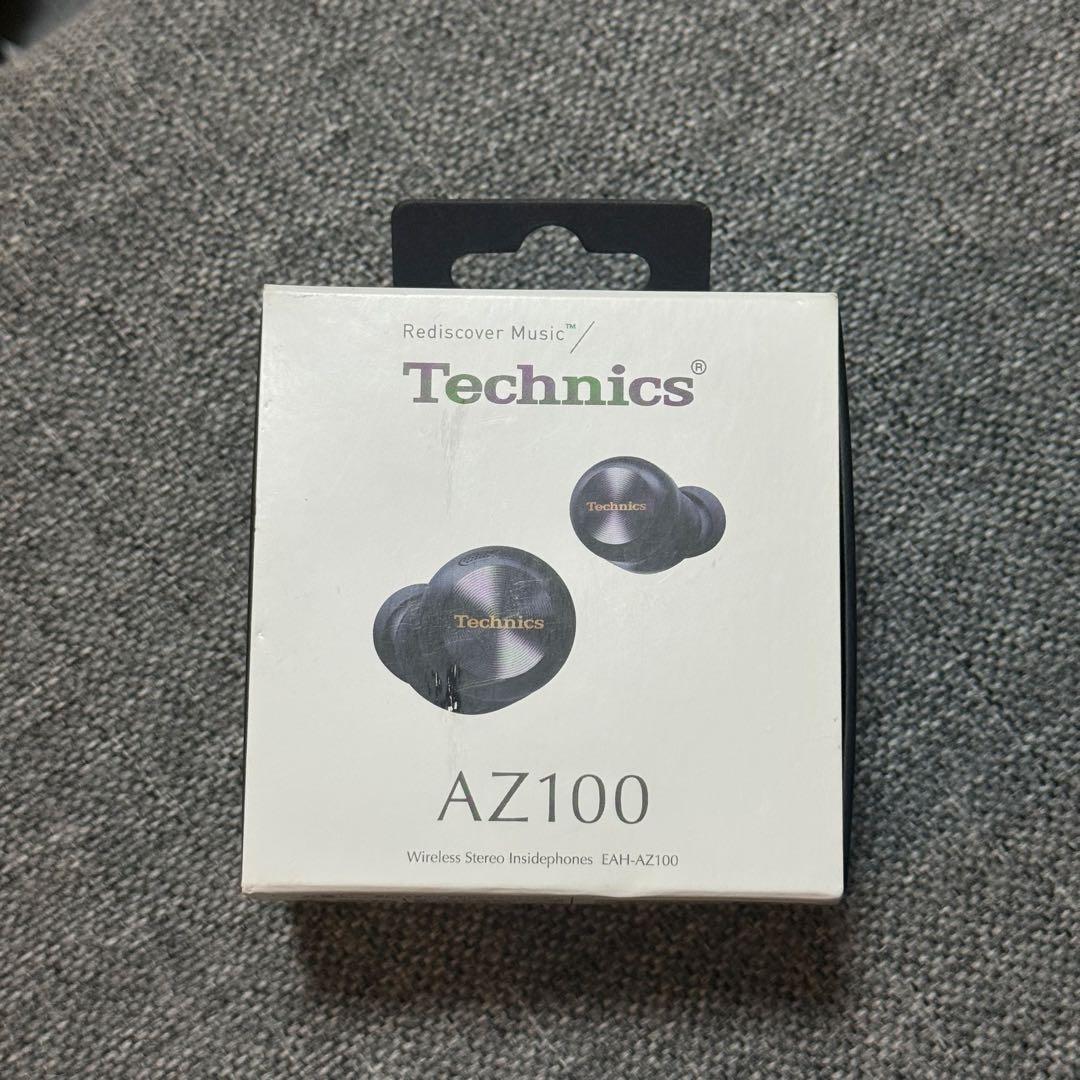 Rediscover Music™
Technics®
Technics
Technics
AZ100
Wireless Stereo Insidephones EAH-AZ100